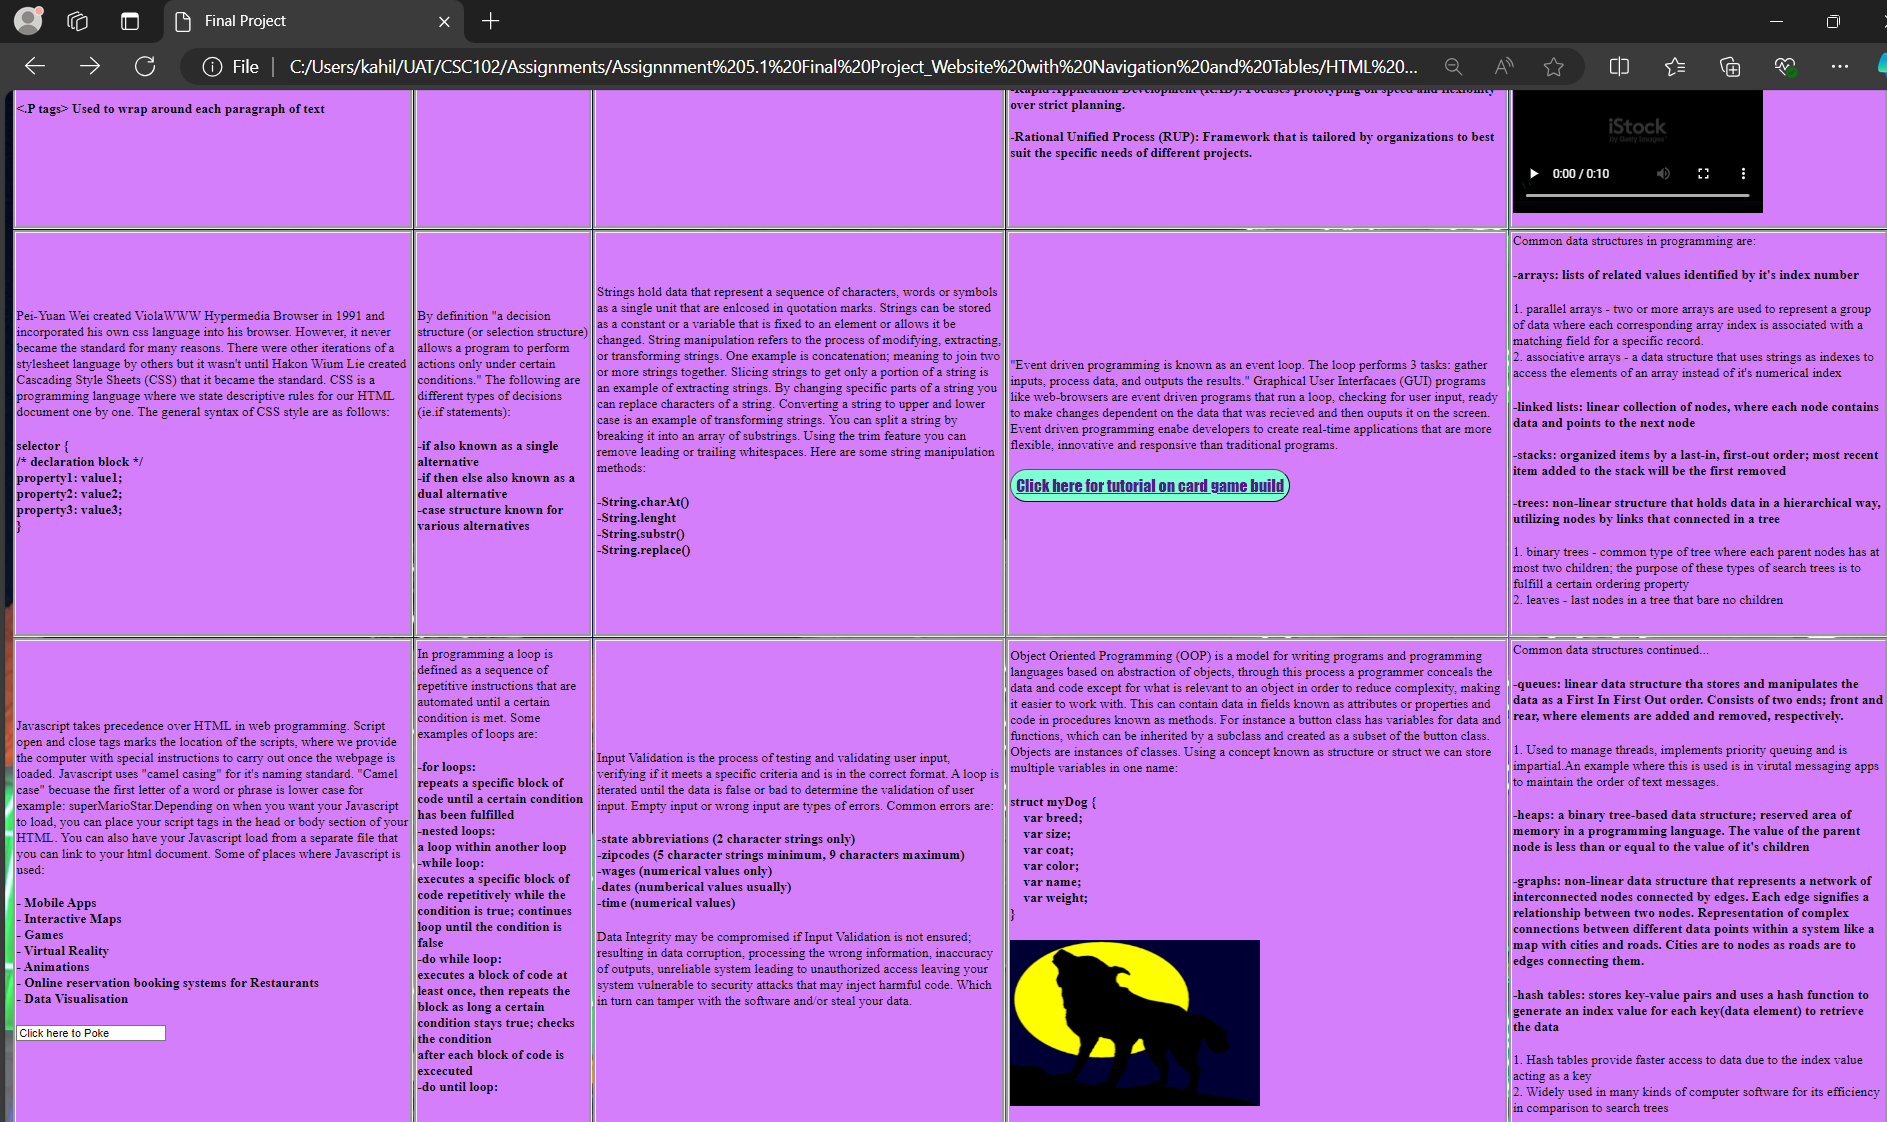 Final Project
File
C:/Users/kahil/UAT/CSC102/Assignments/Assignnment%205.1%20Final%20Project_Website%20with%20Navigation%20and%20Tables/HTML%20...
<.P tags> Used to wrap around each paragraph of text
-Rapid Application Development (RAD): Focuses prototyping on speed and flexibility
over strict planning.
-Rational Unified Process (RUP): Framework that is tailored by organizations to best
suit the specific needs of different projects.
iStock
by Getty Images
0:00 / 0:10
Pei-Yuan Wei created ViolaWWW Hypermedia Browser in 1991 and
incorporated his own css language into his browser. However, it never
became the standard for many reasons. There were other iterations of a
stylesheet language by others but it wasn't until Hakon Wium Lie created
Cascading Style Sheets (CSS) that it became the standard. CSS is a
programming language where we state descriptive rules for our HTML
document one by one. The general syntax of CSS style are as follows:
selector {
/* declaration block */
property1: value1;
property2: value2;
property3: value3;
}
By definition "a decision
structure (or selection structure)
allows a program to perform
actions only under certain
conditions." The following are
different types of decisions
(ie.if statements):
-if also known as a single
alternative
-if then else also known as a
dual alternative
-case structure known for
various alternatives
Strings hold data that represent a sequence of characters, words or symbols
as a single unit that are enlcosed in quotation marks. Strings can be stored
as a constant or a variable that is fixed to an element or allows it be
changed. String manipulation refers to the process of modifying, extracting,
or transforming strings. One example is concatenation; meaning to join two
or more strings together. Slicing strings to get only a portion of a string is
an example of extracting strings. By changing specific parts of a string you
can replace characters of a string. Converting a string to upper and lower
case is an example of transforming strings. You can split a string by
breaking it into an array of substrings. Using the trim feature you can
remove leading or trailing whitespaces. Here are some string manipulation
methods:
-String.charAt()
-String.lenght
-String.substr()
-String.replace()
"Event driven programming is known as an event loop. The loop performs 3 tasks: gather
inputs, process data, and outputs the results." Graphical User Interfacaes (GUI) programs
like web-browsers are event driven programs that run a loop, checking for user input, ready
to make changes dependent on the data that was recieved and then ouputs it on the screen.
Event driven programming enabe developers to create real-time applications that are more
flexible, innovative and responsive than traditional programs.
Click here for tutorial on card game build
Common data structures in programming are:
-arrays: lists of related values identified by it's index number
1. parallel arrays - two or more arrays are used to represent a group
of data where each corresponding array index is associated with a
matching field for a specific record.
2. associative arrays - a data structure that uses strings as indexes to
access the elements of an array instead of it's numerical index
-linked lists: linear collection of nodes, where each node contains
data and points to the next node
-stacks: organized items by a last-in, first-out order; most recent
item added to the stack will be the first removed
-trees: non-linear structure that holds data in a hierarchical way,
utilizing nodes by links that connected in a tree
1. binary trees - common type of tree where each parent nodes has at
most two children; the purpose of these types of search trees is to
fulfill a certain ordering property
2. leaves - last nodes in a tree that bare no children
Javascript takes precedence over HTML in web programming. Script
open and close tags marks the location of the scripts, where we provide
the computer with special instructions to carry out once the webpage is
loaded. Javascript uses "camel casing" for it's naming standard. "Camel
case" becuase the first letter of a word or phrase is lower case for
example: superMarioStar.Depending on when you want your Javascript
to load, you can place your script tags in the head or body section of your
HTML. You can also have your Javascript load from a separate file that
you can link to your html document. Some of places where Javascript is
used:
- Mobile Apps
- Interactive Maps
- Games
- Virtual Reality
- Animations
- Online reservation booking systems for Restaurants
- Data Visualisation
Click here to Poke
In programming a loop is
defined as a sequence of
repetitive instructions that are
automated until a certain
condition is met. Some
examples of loops are:
-for loops:
repeats a specific block of
code until a certain condition
has been fulfilled
-nested loops:
a loop within another loop
-while loop:
executes a specific block of
code repetitively while the
condition is true; continues
loop until the condition is
false
-do while loop:
executes a block of code at
least once, then repeats the
block as long a certain
condition stays true; checks
the condition
after each block of code is
excecuted
-do until loop:
Input Validation is the process of testing and validating user input,
verifying if it meets a specific criteria and is in the correct format. A loop is
iterated until the data is false or bad to determine the validation of user
input. Empty input or wrong input are types of errors. Common errors are:
-state abbreviations (2 character strings only)
-zipcodes (5 character strings minimum, 9 characters maximum)
-wages (numerical values only)
-dates (numberical values usually)
-time (numerical values)
Data Integrity may be compromised if Input Validation is not ensured;
resulting in data corruption, processing the wrong information, inaccuracy
of outputs, unreliable system leading to unauthorized access leaving your
system vulnerable to security attacks that may inject harmful code. Which
in turn can tamper with the software and/or steal your data.
Object Oriented Programming (OOP) is a model for writing programs and programming
languages based on abstraction of objects, through this process a programmer conceals the
data and code except for what is relevant to an object in order to reduce complexity, making
it easier to work with. This can contain data in fields known as attributes or properties and
code in procedures known as methods. For instance a button class has variables for data and
functions, which can be inherited by a subclass and created as a subset of the button class.
Objects are instances of classes. Using a concept known as structure or struct we can store
multiple variables in one name:
struct myDog {
var breed;
var size;
var coat;
var color;
var name;
var weight;
}
Common data structures continued...
-queues: linear data structure tha stores and manipulates the
data as a First In First Out order. Consists of two ends; front and
rear, where elements are added and removed, respectively.
1. Used to manage threads, implements priority queuing and is
impartial.An example where this is used is in virutal messaging apps
to maintain the order of text messages.
-heaps: a binary tree-based data structure; reserved area of
memory in a programming language. The value of the parent
node is less than or equal to the value of it's children
-graphs: non-linear data structure that represents a network of
interconnected nodes connected by edges. Each edge signifies a
relationship between two nodes. Representation of complex
connections between different data points within a system like a
map with cities and roads. Cities are to nodes as roads are to
edges connecting them.
-hash tables: stores key-value pairs and uses a hash function to
generate an index value for each key(data element) to retrieve
the data
1. Hash tables provide faster access to data due to the index value
acting as a key
2. Widely used in many kinds of computer software for its efficiency
in comparison to search trees